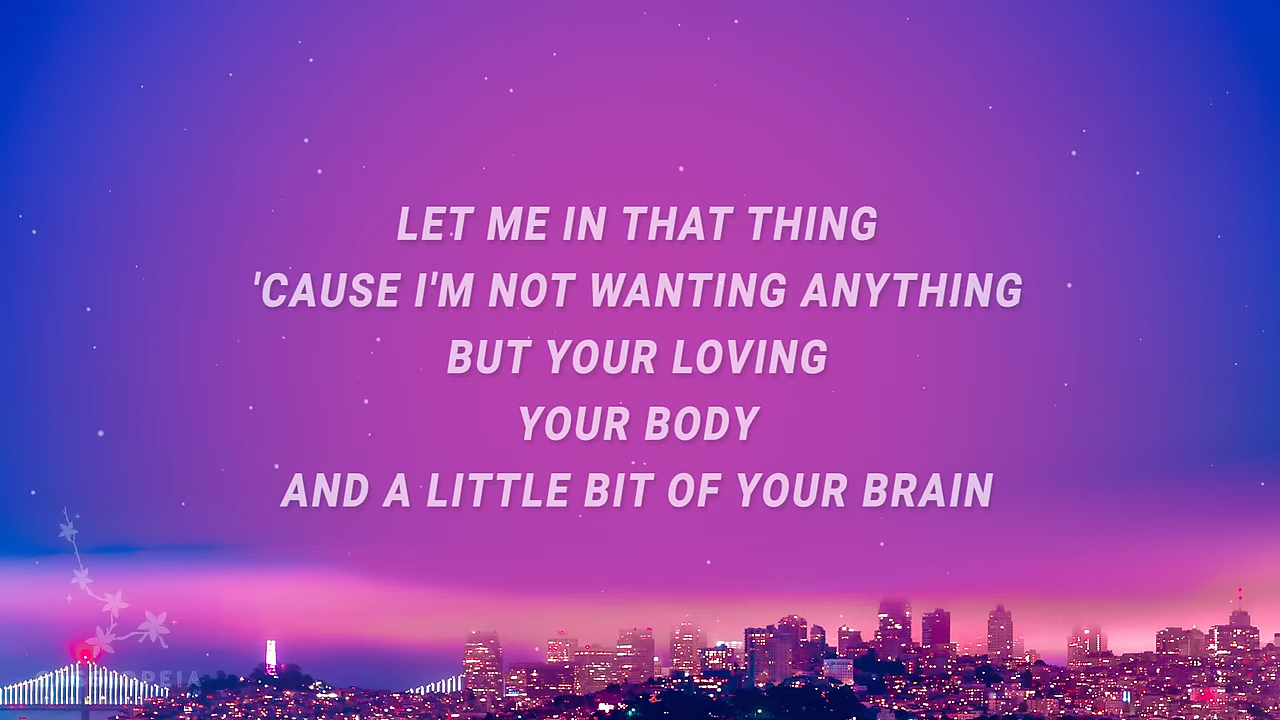 LET ME IN THAT THING
'CAUSE I'M NOT WANTING ANYTHING
BUT YOUR LOVING
YOUR BODY
AND A LITTLE BIT OF YOUR BRAIN